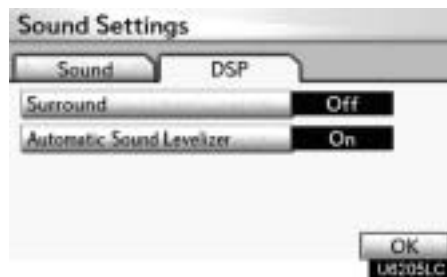 Sound Settings
Sound DSP
Surround Off
Automatic Sound Levelizer On
OK
U6205LC